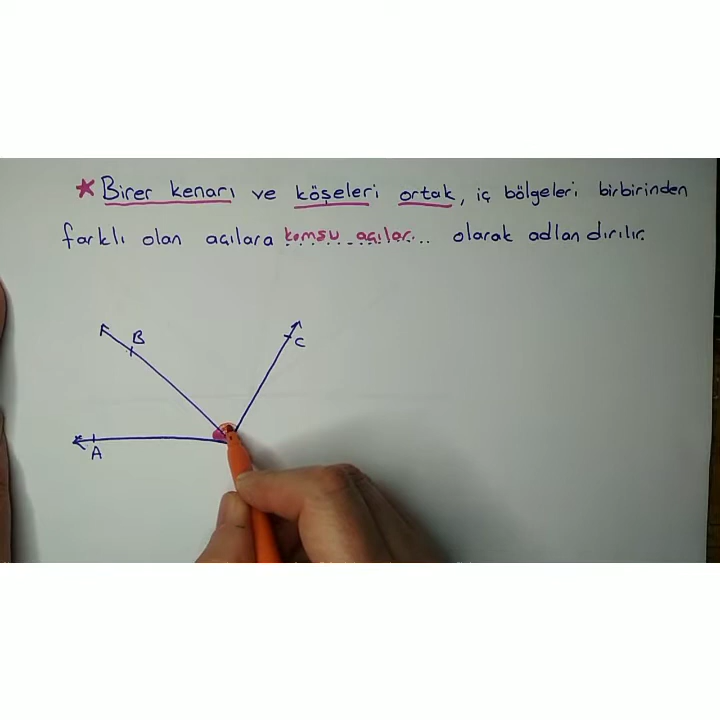 ★ Birer kenarı ve köşeleri ortak, iç bölgeleri birbirinden
farklı olan açılara komşu açılar... olarak adlandırılır.
B
C
A